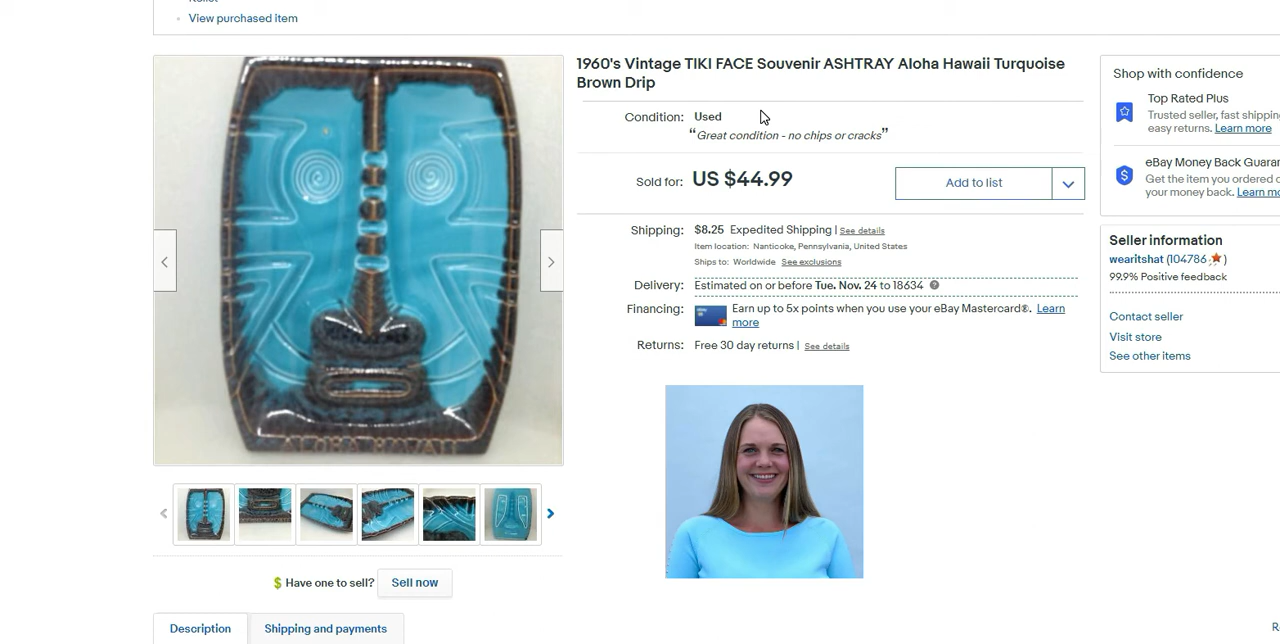 View purchased item
1960's Vintage TIKI FACE Souvenir ASHTRAY Aloha Hawaii Turquoise
Brown Drip
Condition: Used
“Great condition - no chips or cracks”
Sold for: US $44.99
Add to list
Shipping: $8.25 Expedited Shipping | See details
Item location: Nanticoke, Pennsylvania, United States
Ships to: Worldwide See exclusions
Delivery: Estimated on or before Tue. Nov. 24 to 18634
Financing: Earn up to 5x points when you use your eBay Mastercard®. Learn
more
Returns: Free 30 day returns | See details
Shop with confidence
Top Rated Plus
Trusted seller, fast shippin
easy returns. Learn more
eBay Money Back Guara
Get the item you ordered o
your money back. Learn mo
Seller information
wearitshat (104786)
99.9% Positive feedback
Contact seller
Visit store
See other items
ALOHA HAWAII
$ Have one to sell? Sell now
Description
Shipping and payments
R